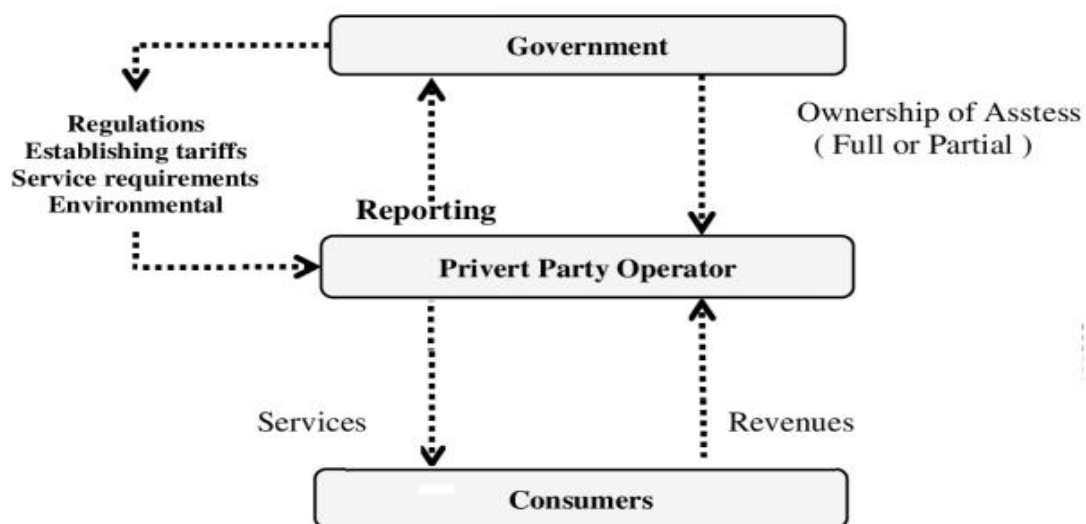 Government
Regulations
Establishing tariffs
Service requirements
Environmental
Ownership of Asstess
( Full or Partial )
Reporting
Privert Party Operator
Services
Revenues
Consumers